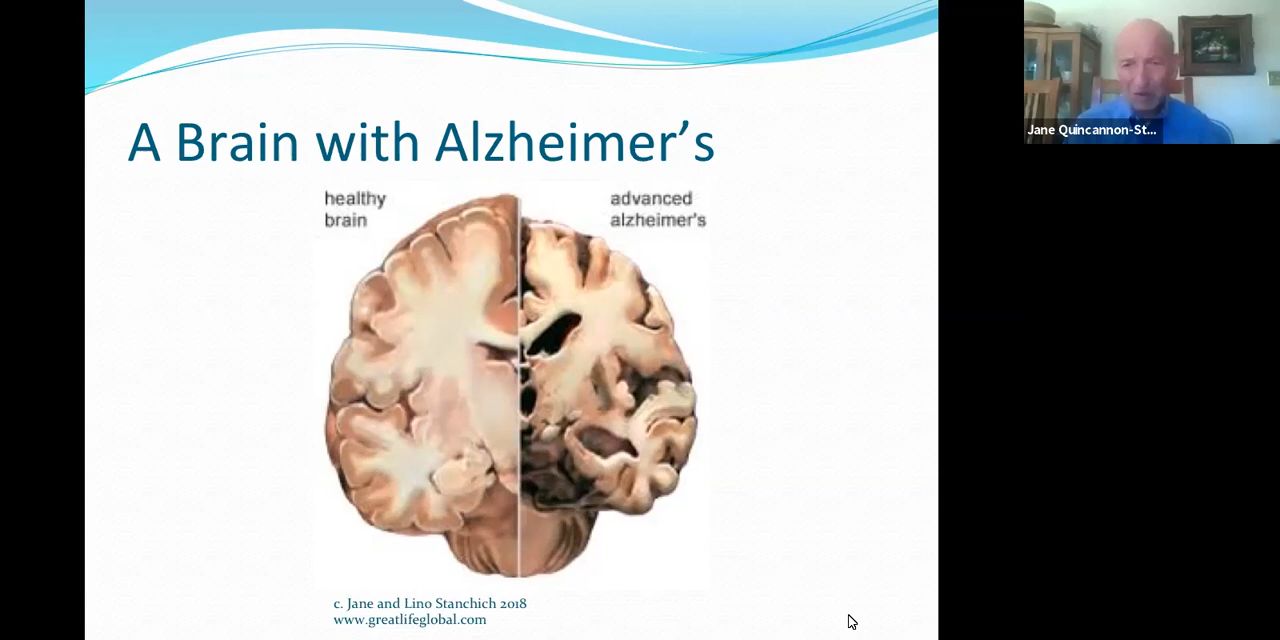 A Brain with Alzheimer’s
healthy
brain
advanced
alzheimer's
c. Jane and Lino Stanchich 2018
www.greatlifeglobal.com
Jane Quincannon-St...